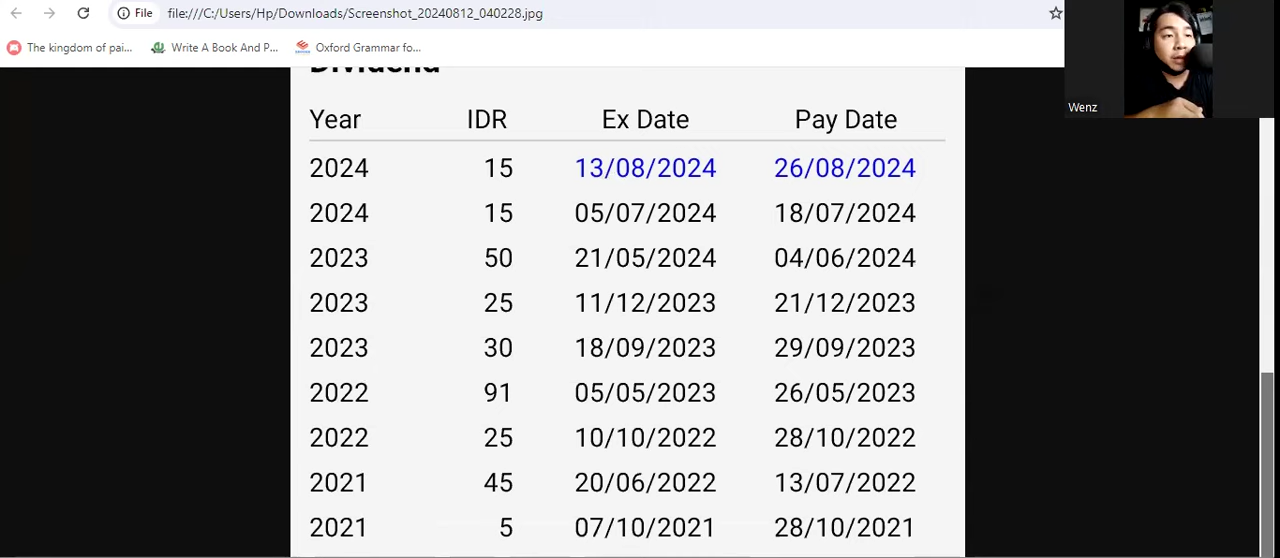 File file:///C:/Users/Hp/Downloads/Screenshot_20240812_040228.jpg
The kingdom of pai... Write A Book And P... Oxford Grammar fo...
Wenz
Dividend
Year IDR Ex Date Pay Date
2024 15 13/08/2024 26/08/2024
2024 15 05/07/2024 18/07/2024
2023 50 21/05/2024 04/06/2024
2023 25 11/12/2023 21/12/2023
2023 30 18/09/2023 29/09/2023
2022 91 05/05/2023 26/05/2023
2022 25 10/10/2022 28/10/2022
2021 45 20/06/2022 13/07/2022
2021 5 07/10/2021 28/10/2021